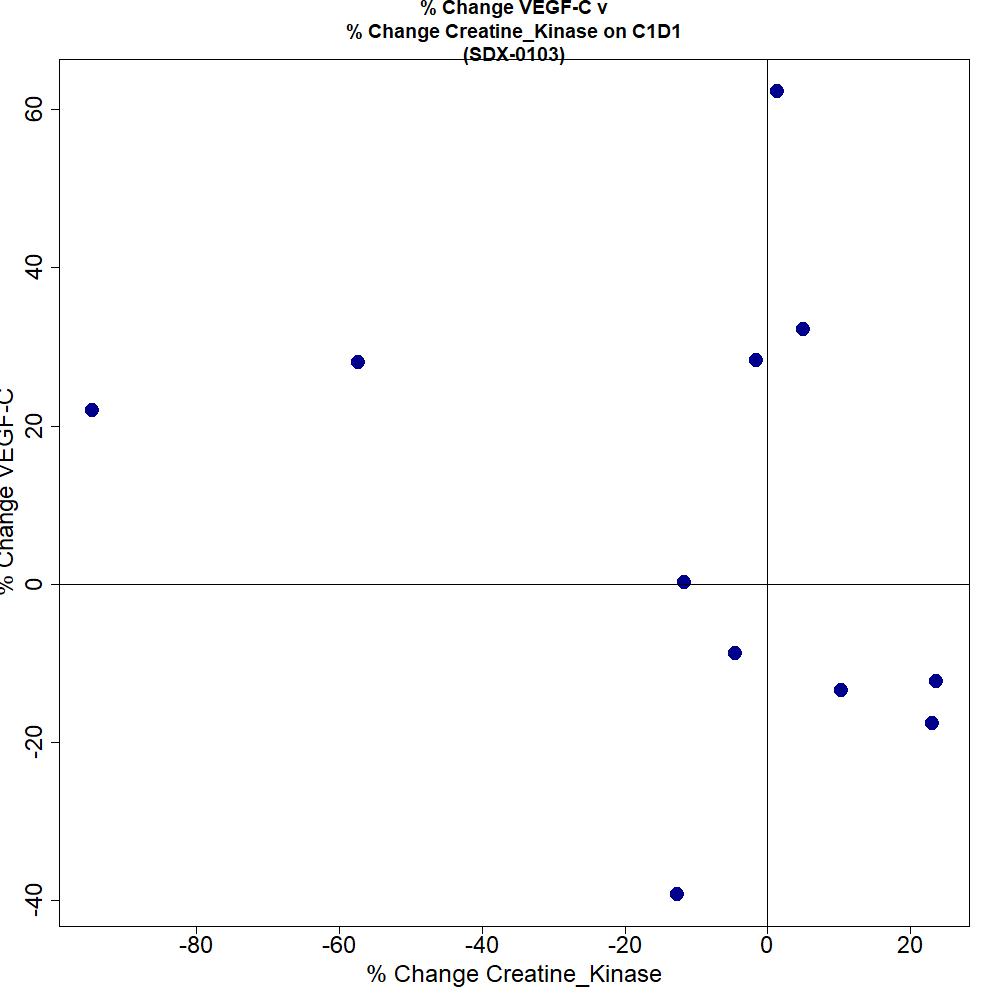 % Change VEGF-C v
% Change Creatine_Kinase on C1D1
(SDX-0103)
60
40
20
0
-20
-40
% Change VEGF-C
-80
-60
-40
-20
0
20
% Change Creatine_Kinase